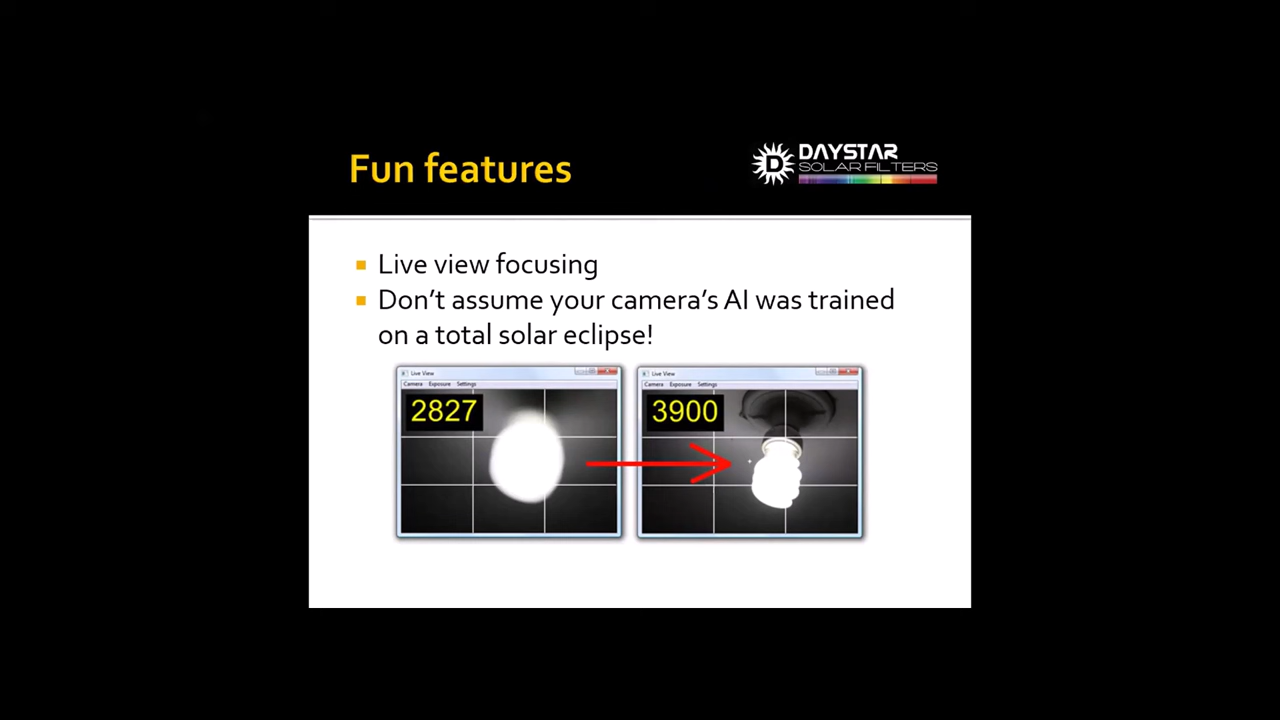 Fun features
DAYSTAR
SOLAR FILTERS
Live view focusing
Don't assume your camera's AI was trained
on a total solar eclipse!
Live View
Camera Exposure Settings
2827
Live View
Camera Exposure Settings
3900